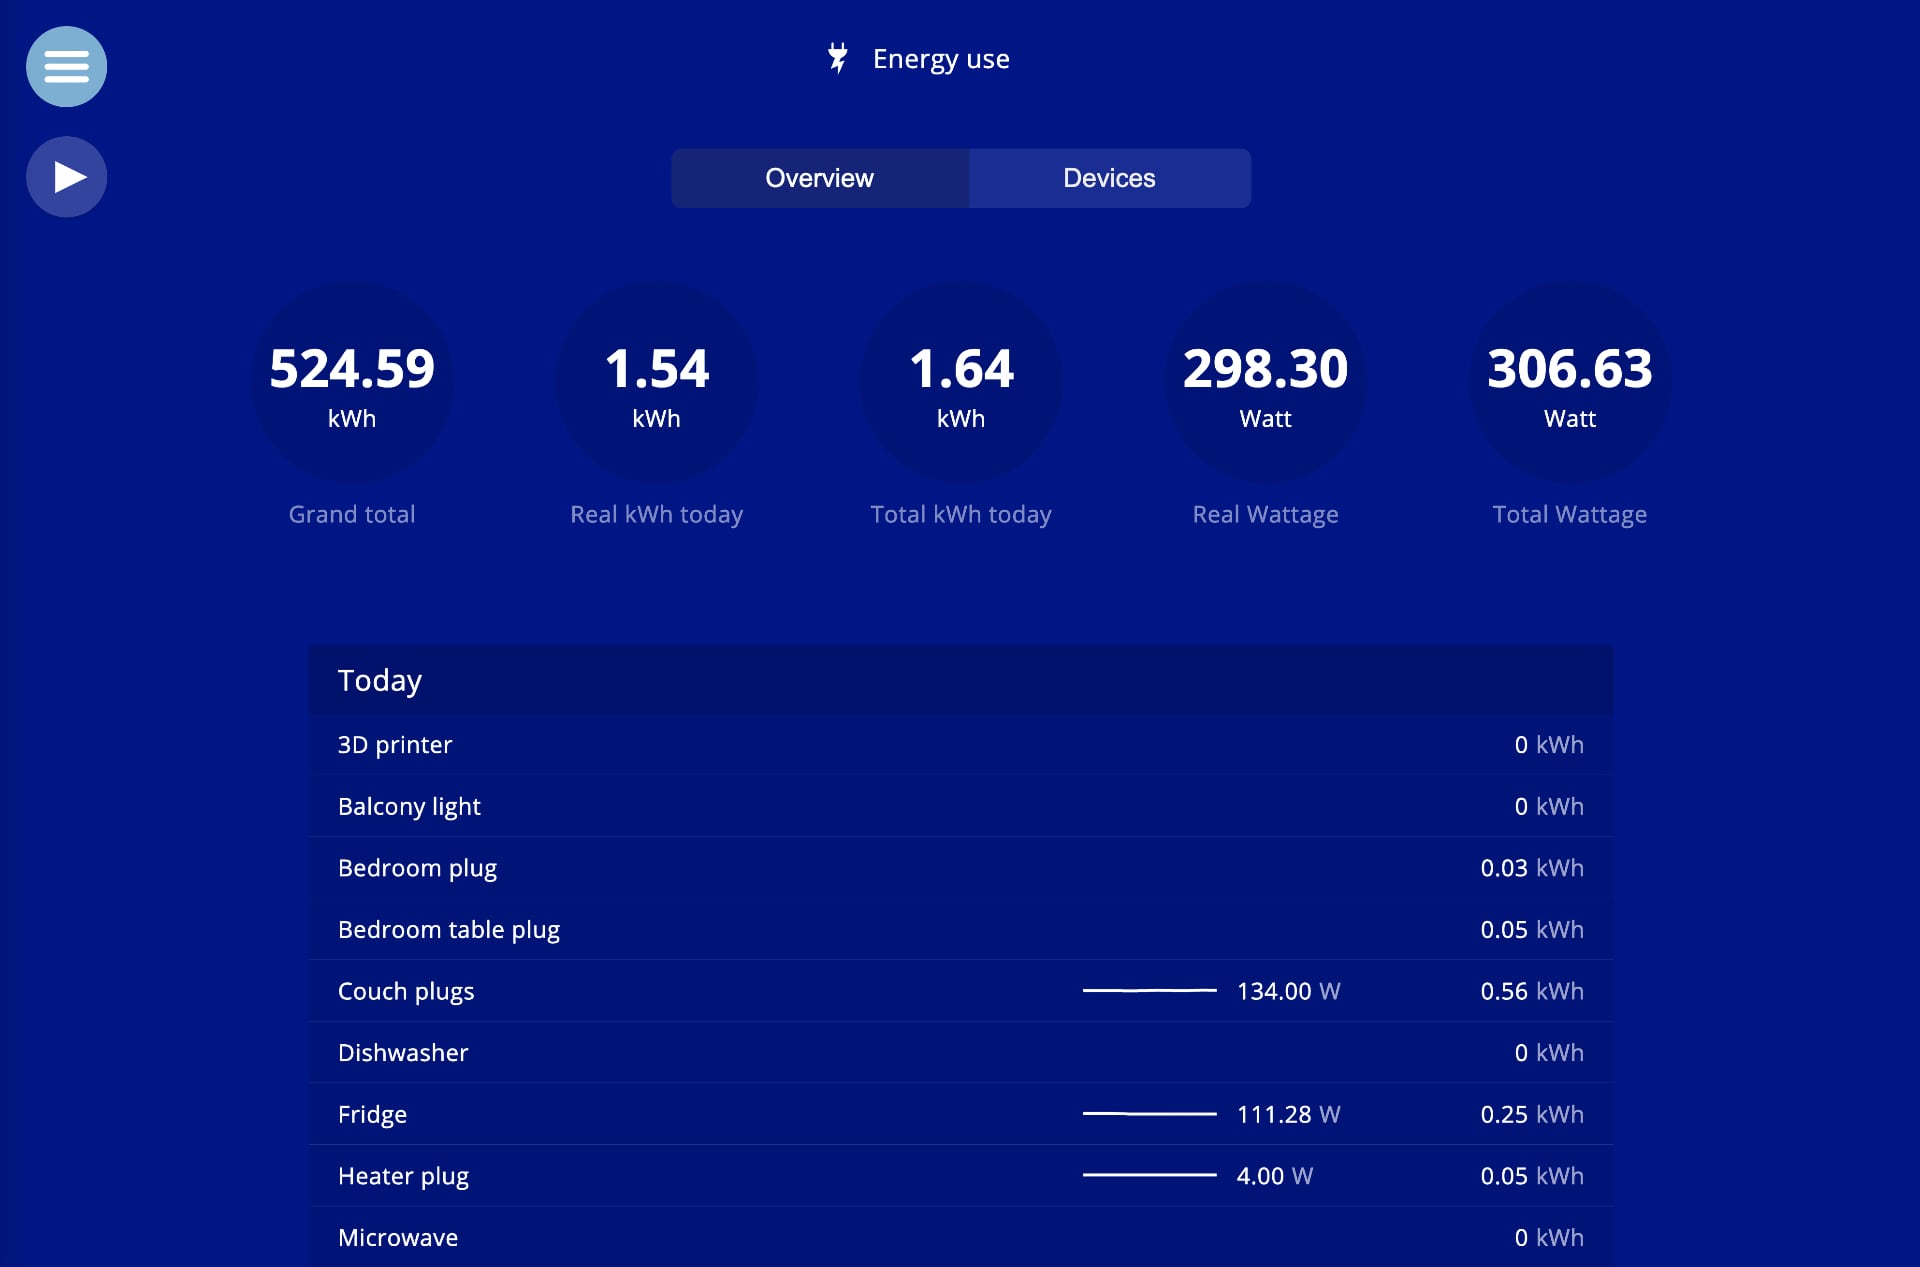 Energy use
Overview Devices
524.59 1.54 1.64 298.30 306.63
kWh kWh kWh Watt Watt
Grand total Real kWh today Total kWh today Real Wattage Total Wattage
Today
3D printer 0 kWh
Balcony light 0 kWh
Bedroom plug 0.03 kWh
Bedroom table plug 0.05 kWh
Couch plugs 134.00 W 0.56 kWh
Dishwasher 0 kWh
Fridge 111.28 W 0.25 kWh
Heater plug 4.00 W 0.05 kWh
Microwave 0 kWh